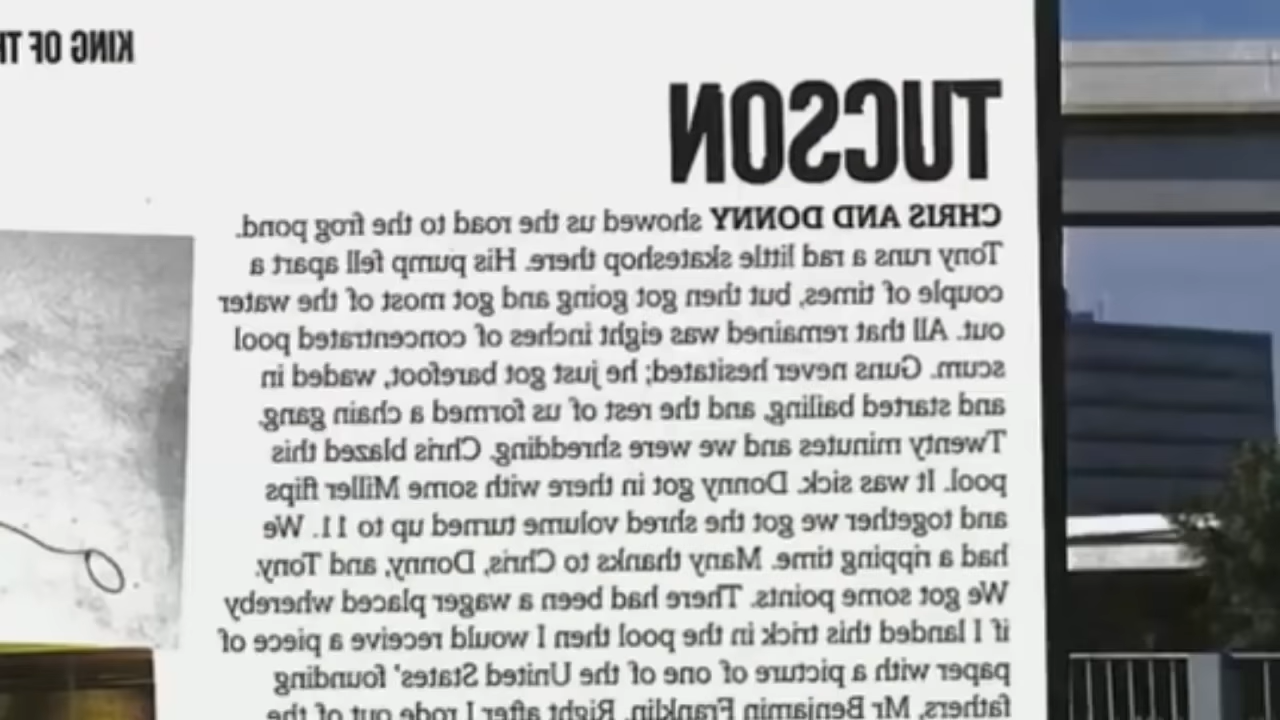 KING OF TH
TUCSON
CHRIS AND DONNY showed us the road to the frog pond.
Tony runs a rad little skateshop there. His pump fell apart a
couple of times, but then got going and got most of the water
out. All that remained was eight inches of concentrated pool
scum. Guns never hesitated; he just got barefoot, waded in
and started bailing, and the rest of us formed a chain gang.
Twenty minutes and we were shredding. Chris blazed this
pool. It was sick. Donny got in there with some Miller flips
and together we got the shred volume turned up to 11. We
had a ripping time. Many thanks to Chris, Donny, and Tony.
We got some points. There had been a wager placed whereby
if I landed this trick in the pool then I would receive a piece of
paper with a picture of one of the United States' founding
fathers, Mr Benjamin Franklin. Right after I rode out of the